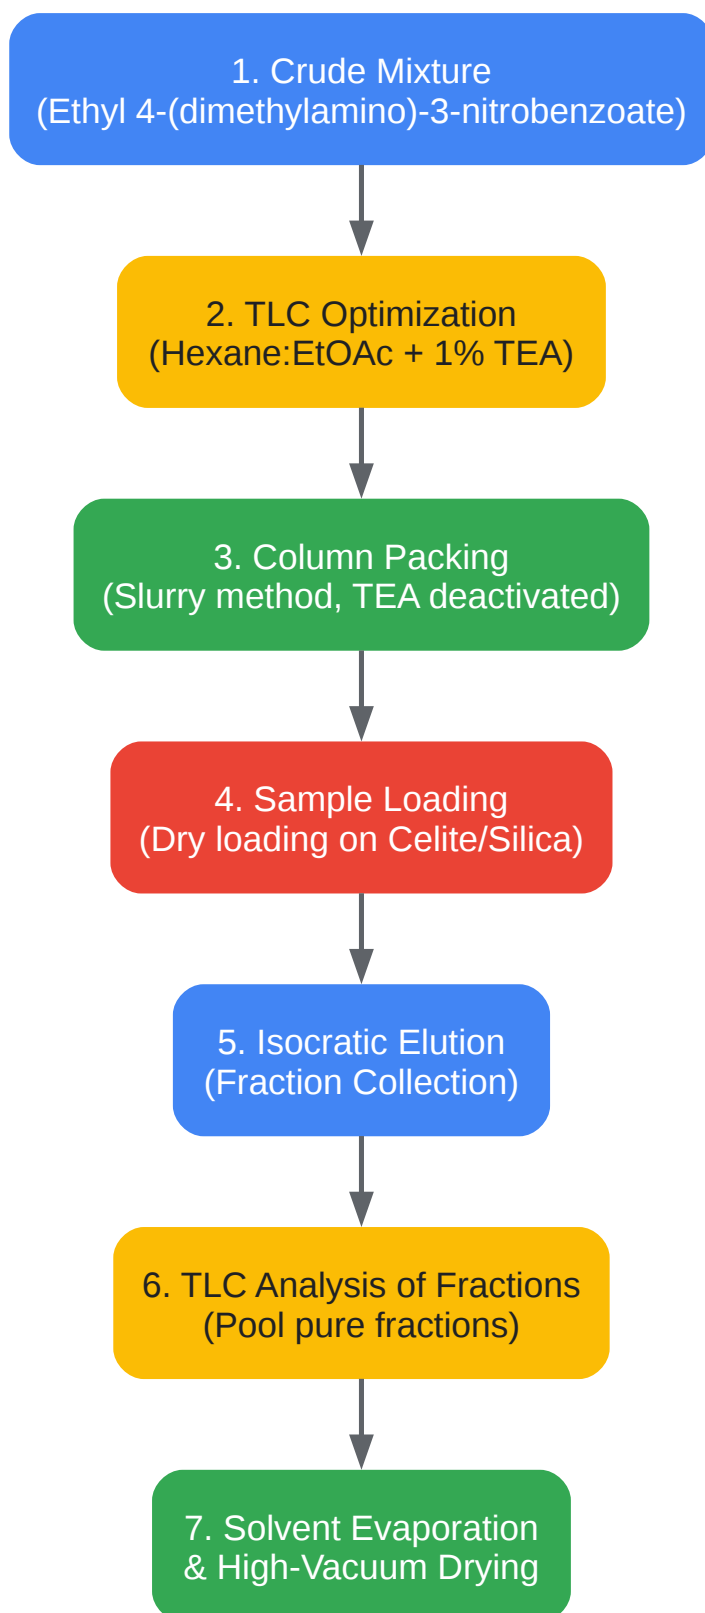 1. Crude Mixture
(Ethyl 4-(dimethylamino)-3-nitrobenzoate)
2. TLC Optimization
(Hexane:EtOAc + 1% TEA)
3. Column Packing
(Slurry method, TEA deactivated)
4. Sample Loading
(Dry loading on Celite/Silica)
5. Isocratic Elution
(Fraction Collection)
6. TLC Analysis of Fractions
(Pool pure fractions)
7. Solvent Evaporation
& High-Vacuum Drying